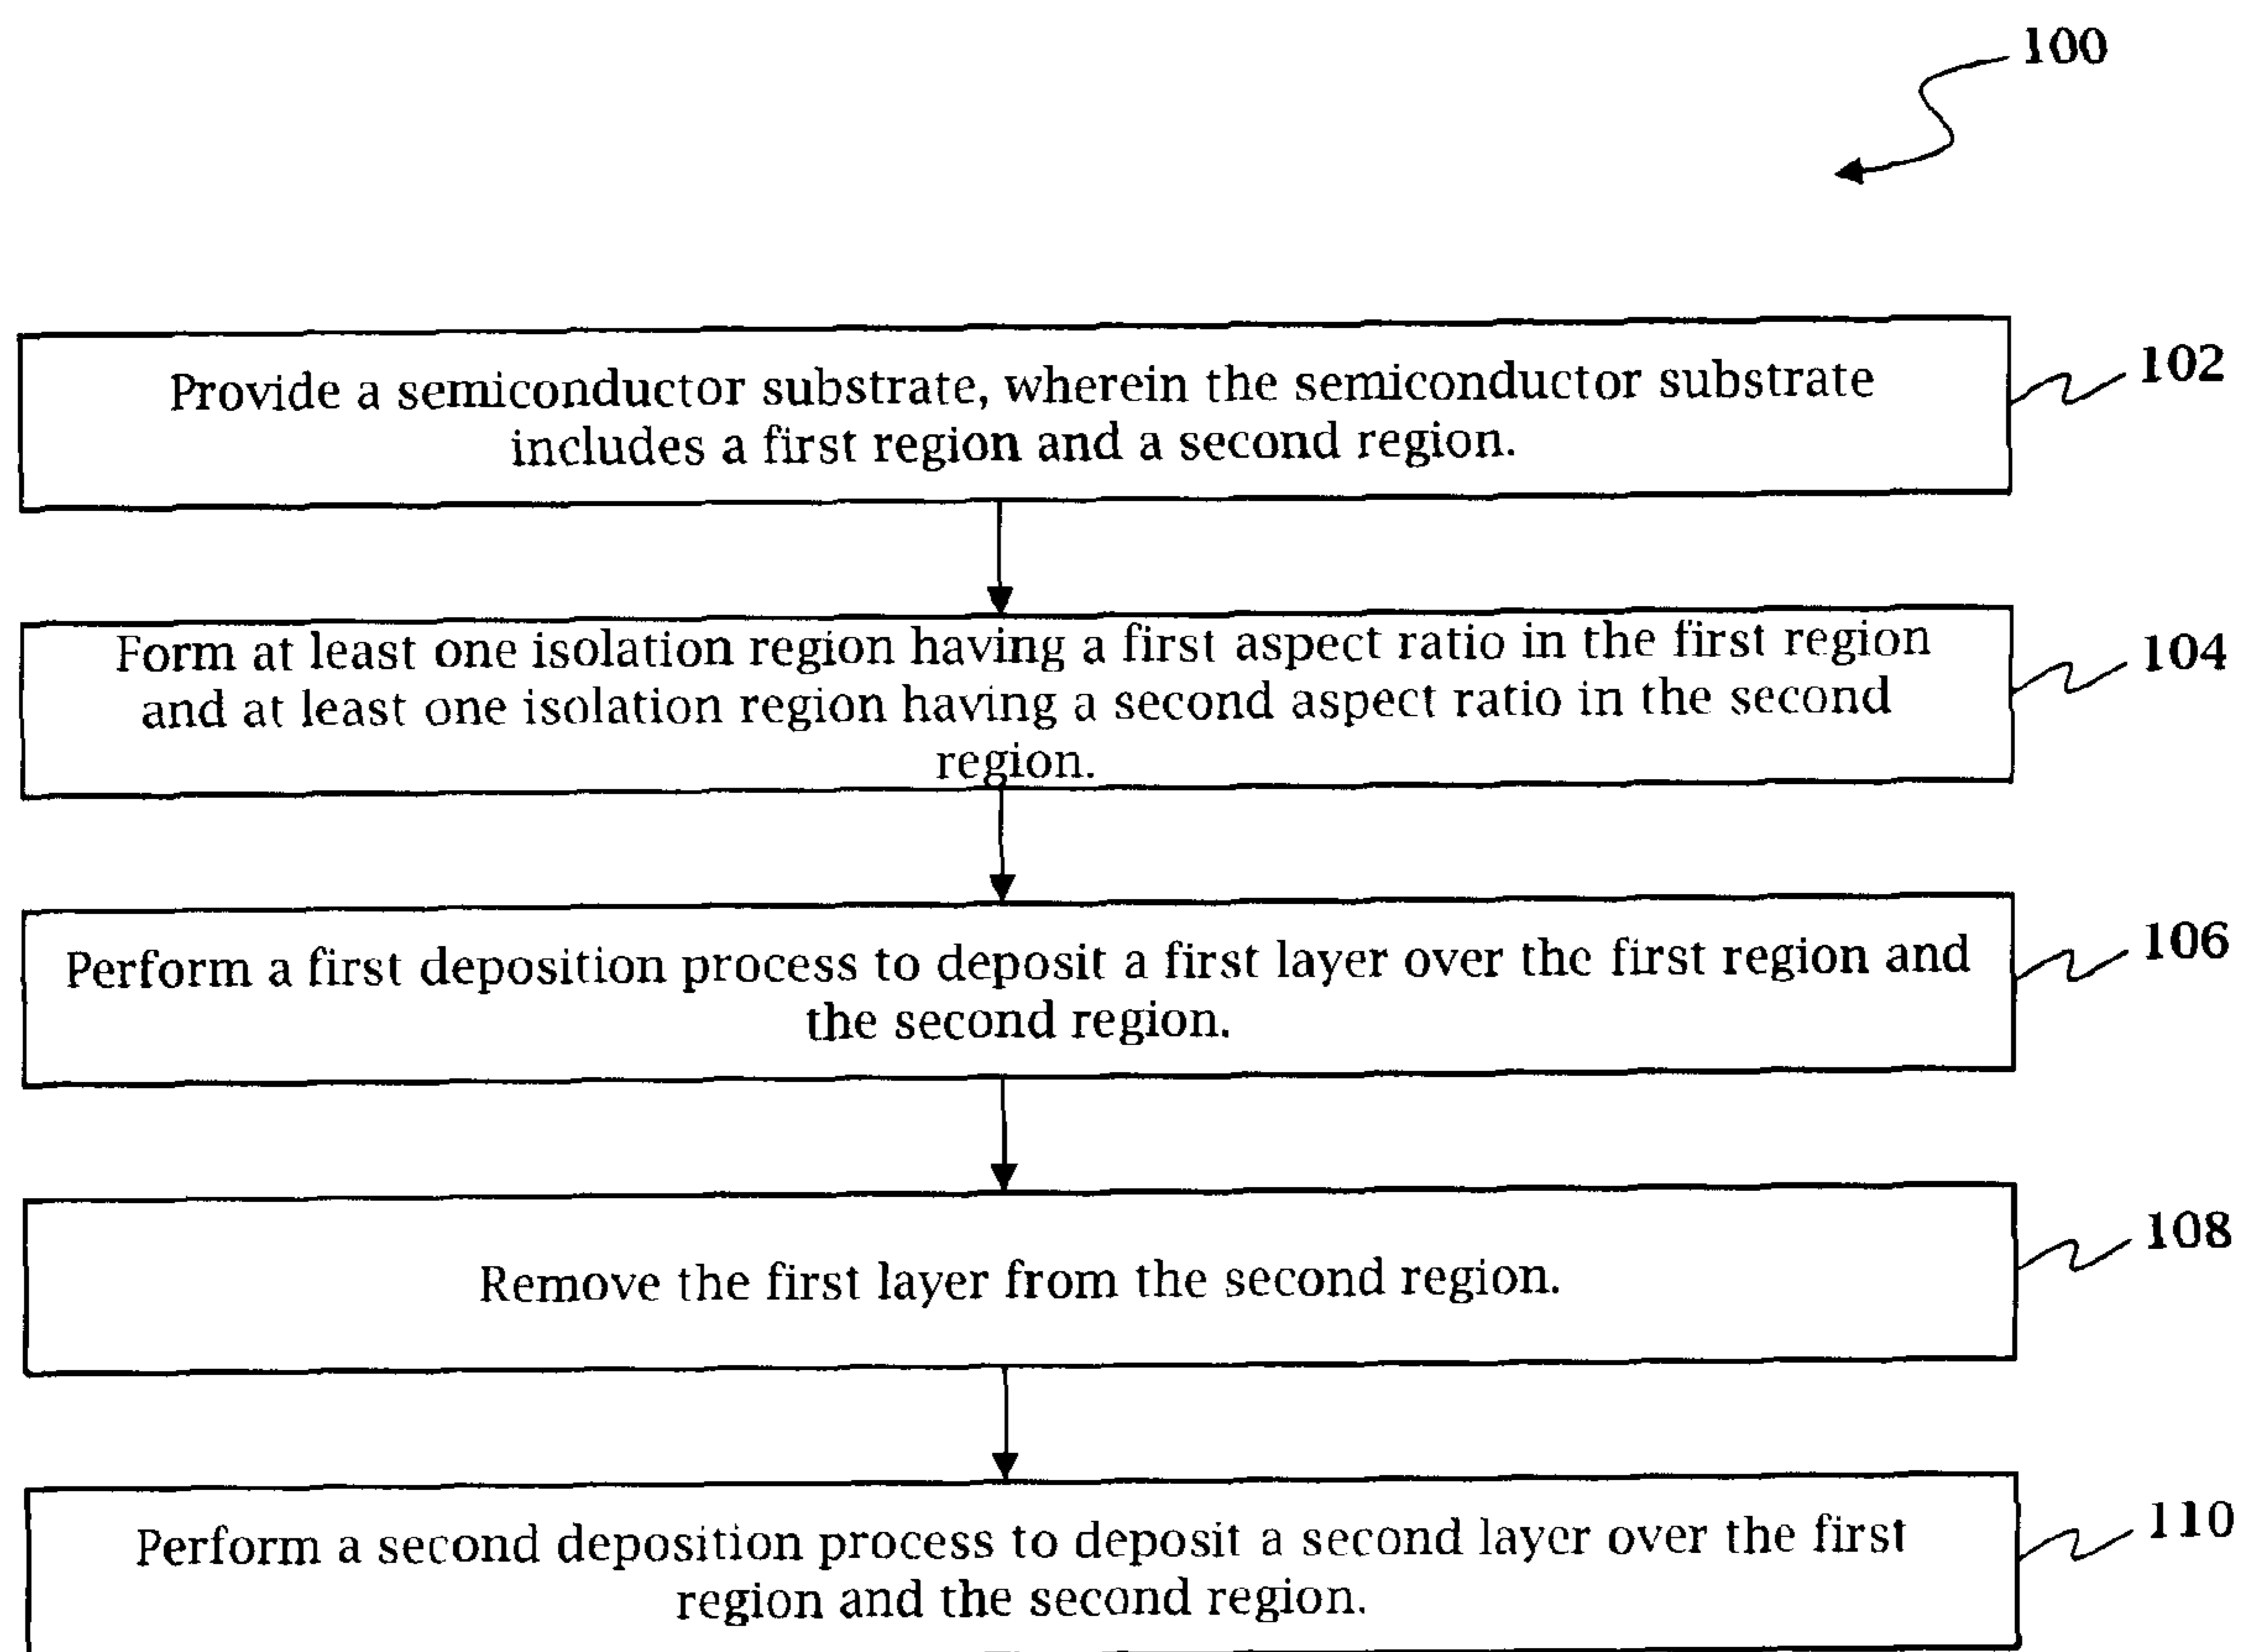 100
Provide a semiconductor substrate, wherein the semiconductor substrate
includes a first region and a second region.
102
Form at least one isolation region having a first aspect ratio in the first region
and at least one isolation region having a second aspect ratio in the second
region.
104
Perform a first deposition process to deposit a first layer over the first region and
the second region.
106
Remove the first layer from the second region.
108
Perform a second deposition process to deposit a second layer over the first
region and the second region.
110